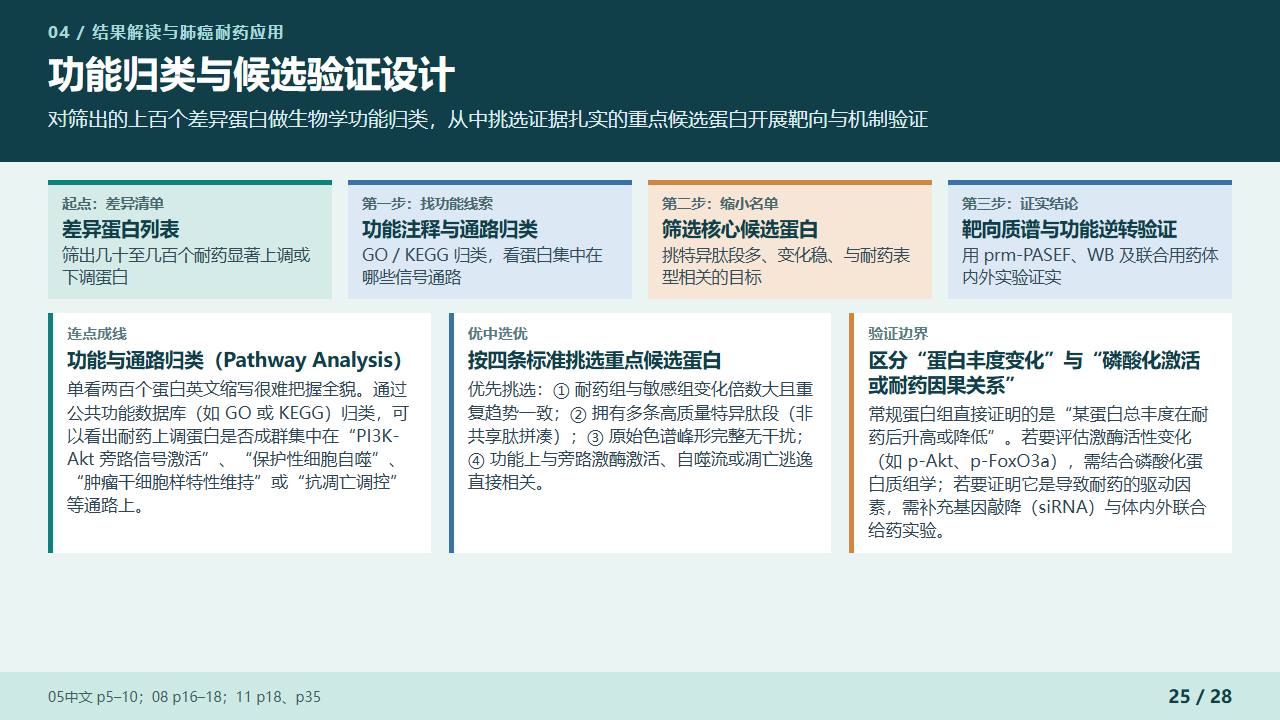 04 / 结果解读与肺癌耐药应用
功能归类与候选验证设计
对筛出的上百个差异蛋白做生物学功能归类，从中挑选证据扎实的重点候选蛋白开展靶向与机制验证
起点：差异清单
差异蛋白列表
筛出几十至几百个耐药显著上调或
下调蛋白
第一步：找功能线索
功能注释与通路归类
GO / KEGG 归类，看蛋白集中在
哪些信号通路
第二步：缩小名单
筛选核心候选蛋白
挑特异肽段多、变化稳、与耐药表
型相关的目标
第三步：证实结论
靶向质谱与功能逆转验证
用 prm-PASEF、WB 及联合用药体
内外实验证实
连点成线
功能与通路归类（Pathway Analysis）
单看两百个蛋白英文缩写很难把握全貌。通过
公共功能数据库（如 GO 或 KEGG）归类，可
以看出耐药上调蛋白是否成群集中在“PI3K-
Akt 旁路信号激活”、“保护性细胞自噬”、
“肿瘤干细胞样特性维持”或“抗凋亡调控”
等通路上。
优中选优
按四条标准挑选重点候选蛋白
优先挑选：① 耐药组与敏感组变化倍数大且重
复趋势一致；② 拥有多条高质量特异肽段（非
共享肽拼凑）；③ 原始色谱峰形完整无干扰；
④ 功能上与旁路激酶激活、自噬流或凋亡逃逸
直接相关。
验证边界
区分“蛋白丰度变化”与“磷酸化激活
或耐药因果关系”
常规蛋白组直接证明的是“某蛋白总丰度在耐
药后升高或降低”。若要评估激酶活性变化
（如 p-Akt、p-FoxO3a），需结合磷酸化蛋
白质组学；若要证明它是导致耐药的驱动因
素，需补充基因敲降（siRNA）与体内外联合
给药实验。
05中文 p5–10；08 p16–18；11 p18、p35
25 / 28